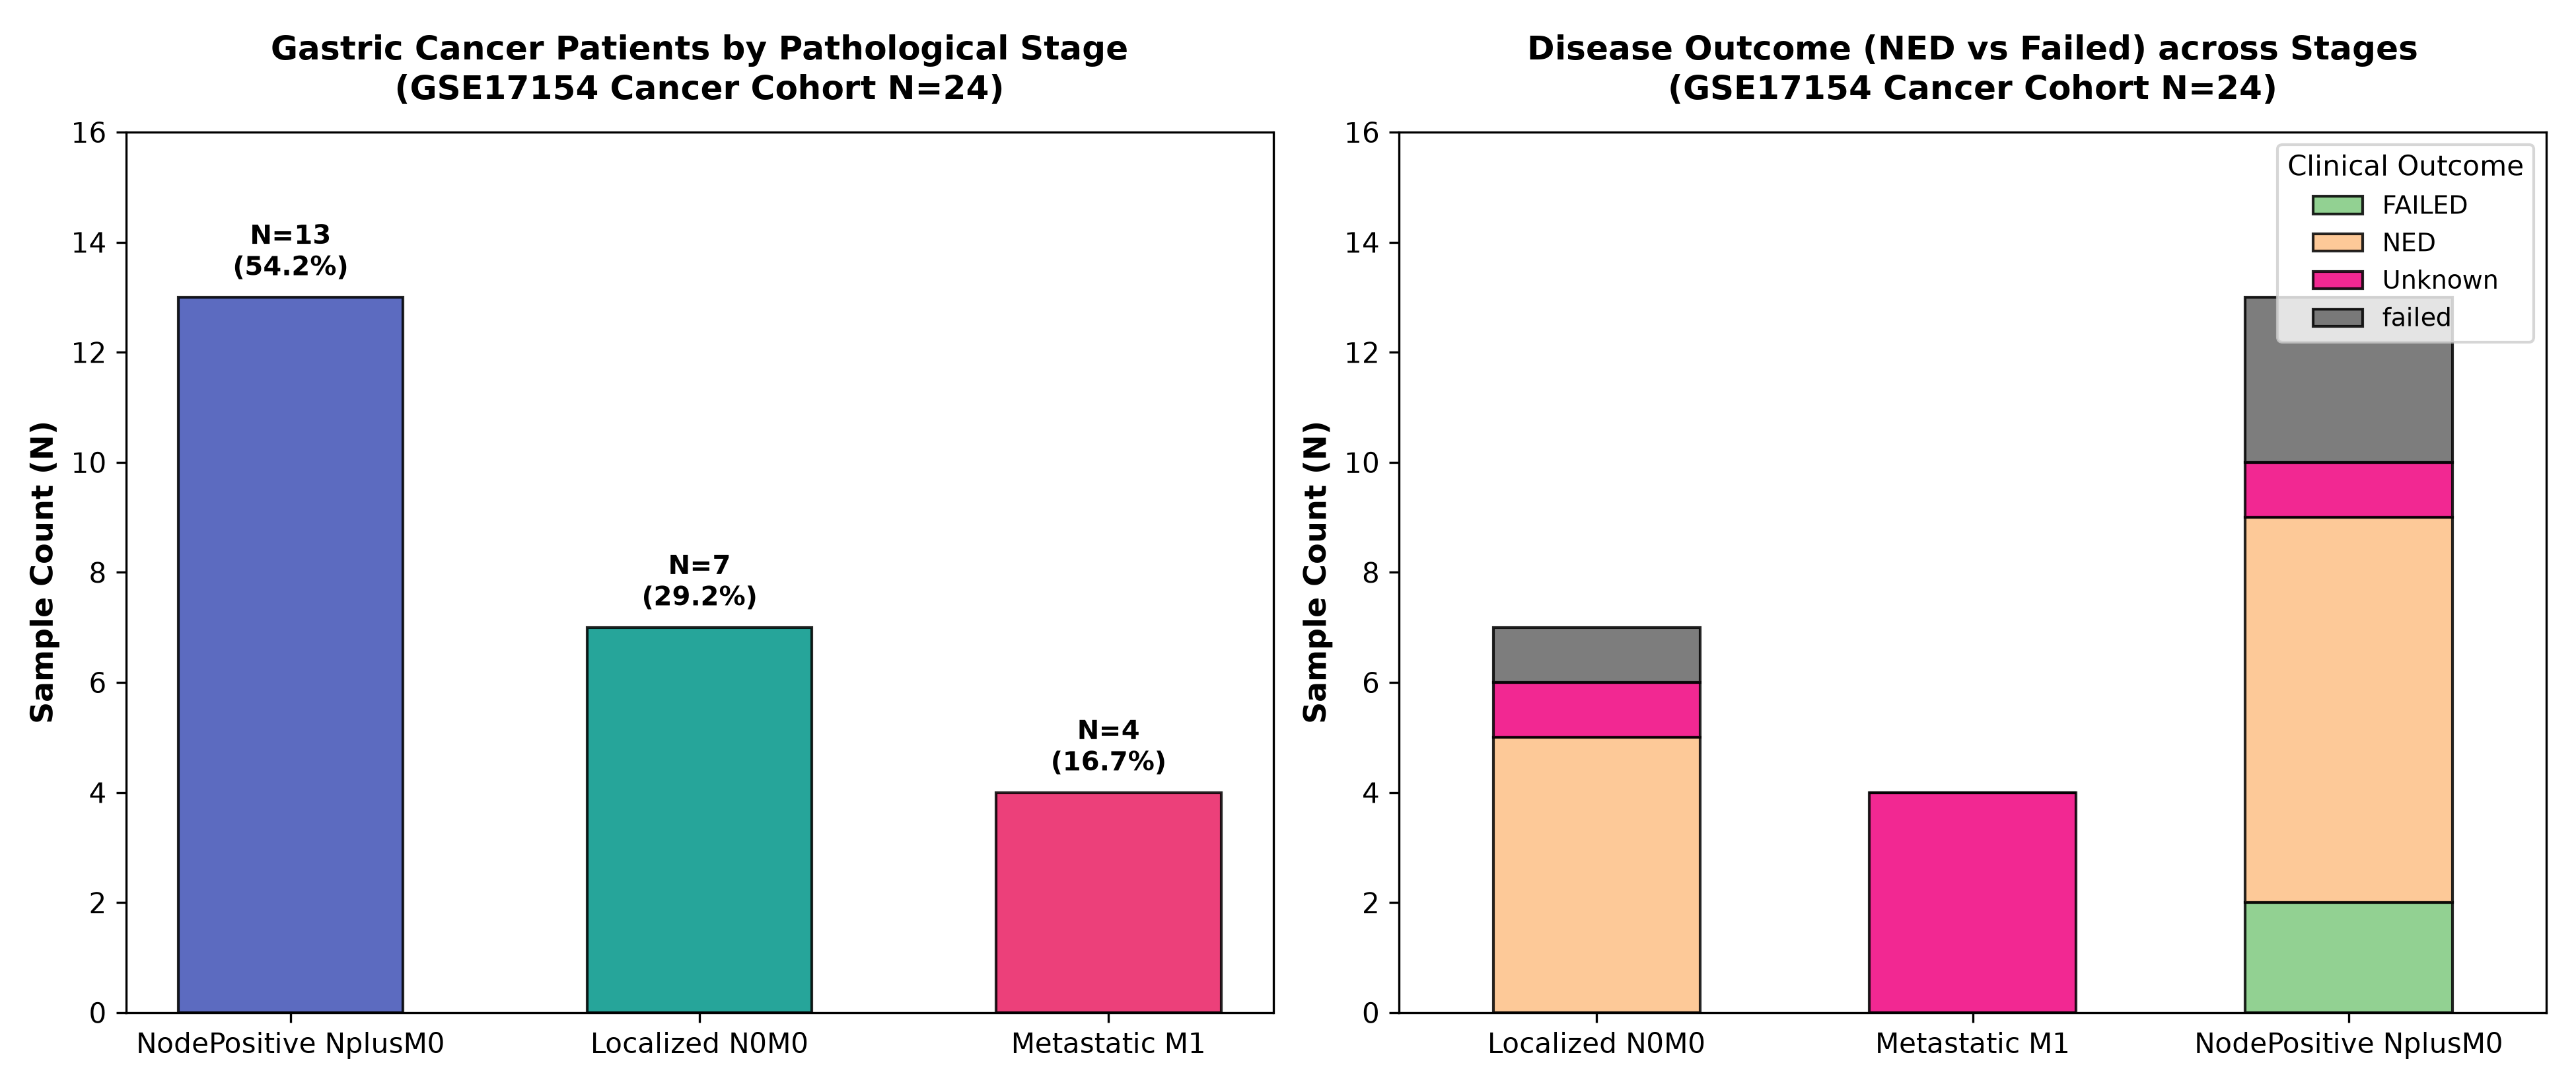 Gastric Cancer Patients by Pathological Stage
(GSE17154 Cancer Cohort N=24)
Sample Count (N)
16
14
12
10
8
6
4
2
0
N=13
(54.2%)
N=7
(29.2%)
N=4
(16.7%)
NodePositive NplusM0
Localized N0M0
Metastatic M1
Disease Outcome (NED vs Failed) across Stages
(GSE17154 Cancer Cohort N=24)
Sample Count (N)
16
14
12
10
8
6
4
2
0
Clinical Outcome
FAILED
NED
Unknown
failed
Localized N0M0
Metastatic M1
NodePositive NplusM0